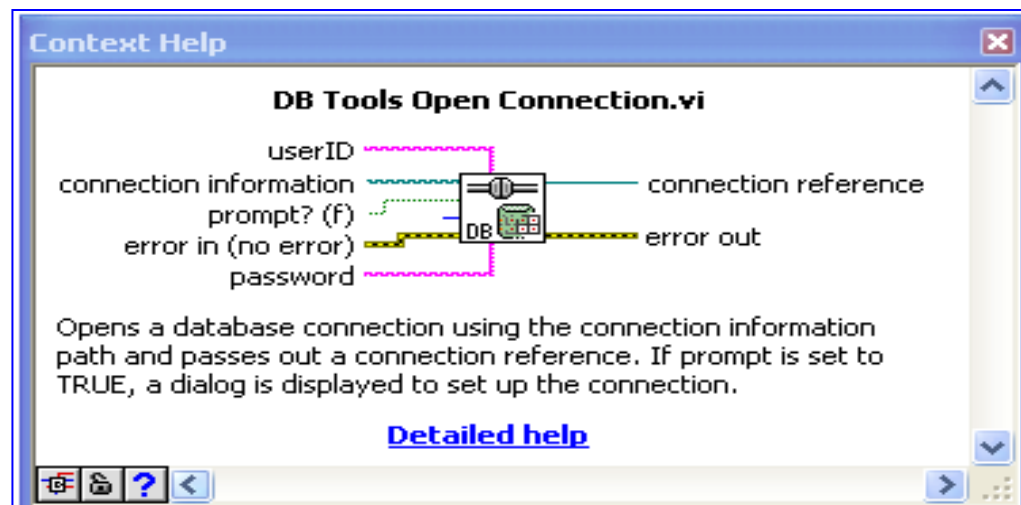 Context Help
DB Tools Open Connection.vi
userID
connection information
prompt? (f)
error in (no error)
password
DB
connection reference
error out
Opens a database connection using the connection information
path and passes out a connection reference. If prompt is set to
TRUE, a dialog is displayed to set up the connection.
Detailed help
?